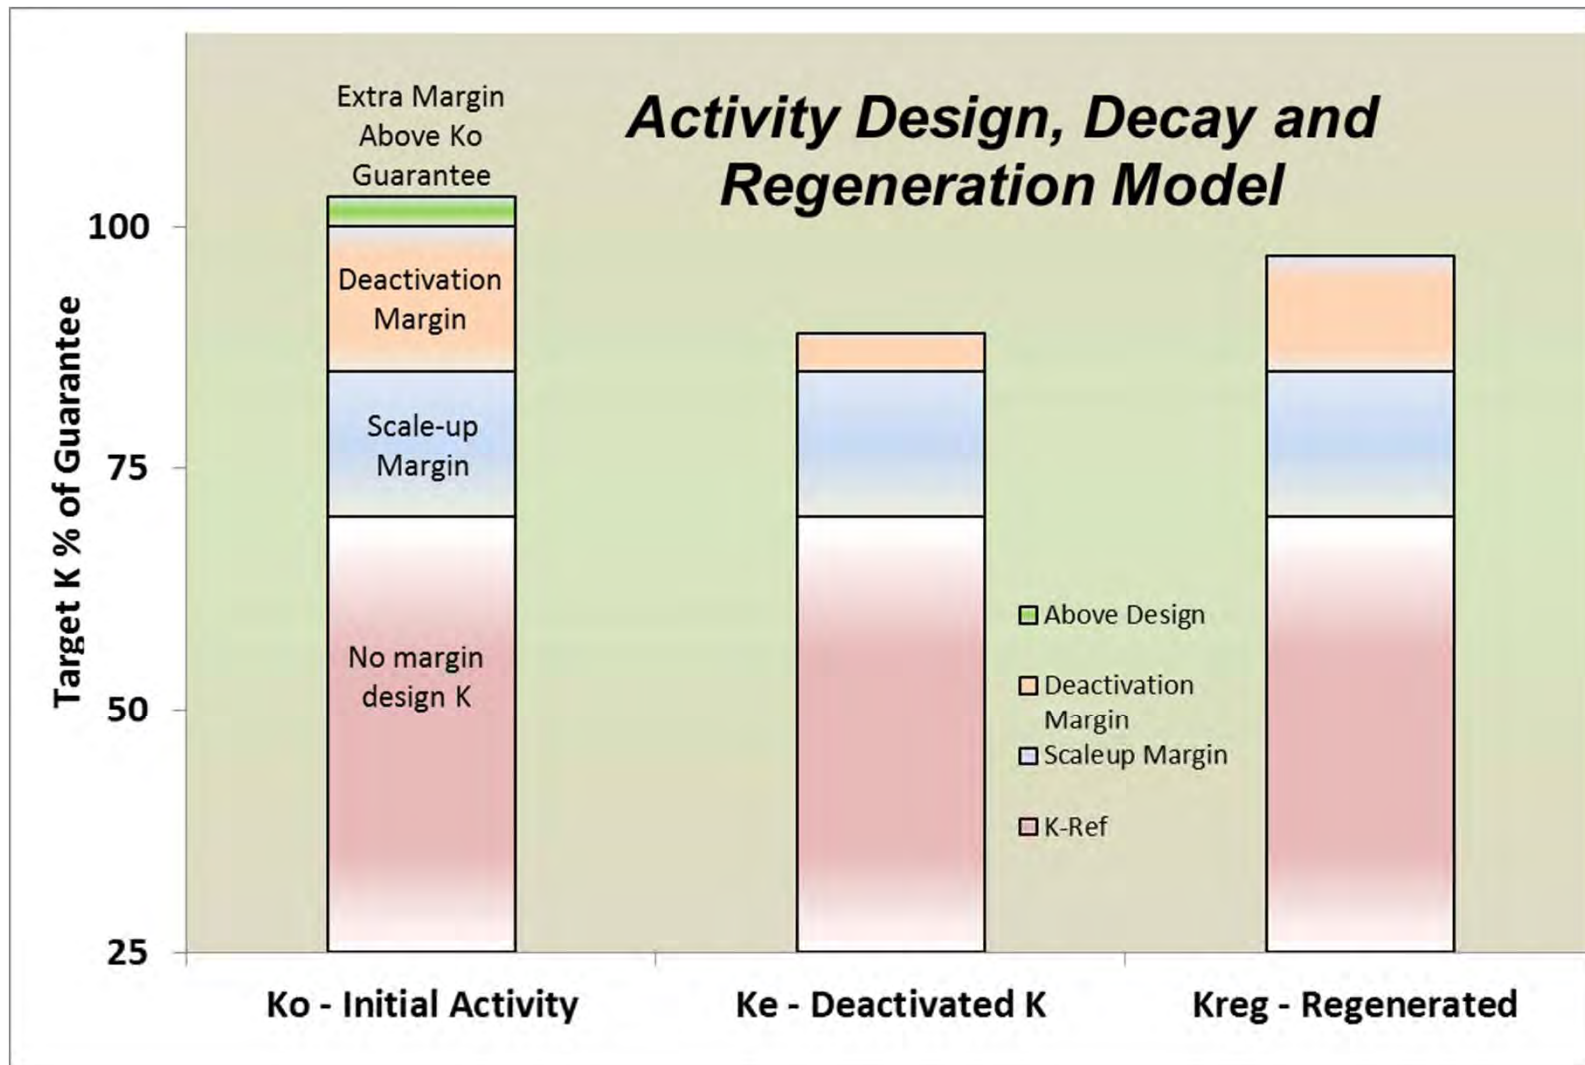 Activity Design, Decay and
Regeneration Model
Extra Margin
Above Ko
Guarantee
Deactivation
Margin
Scale-up
Margin
No margin
design K
Target K % of Guarantee
100
75
50
25
Above Design
Deactivation
Margin
Scaleup Margin
K-Ref
Ko - Initial Activity
Ke - Deactivated K
Kreg - Regenerated